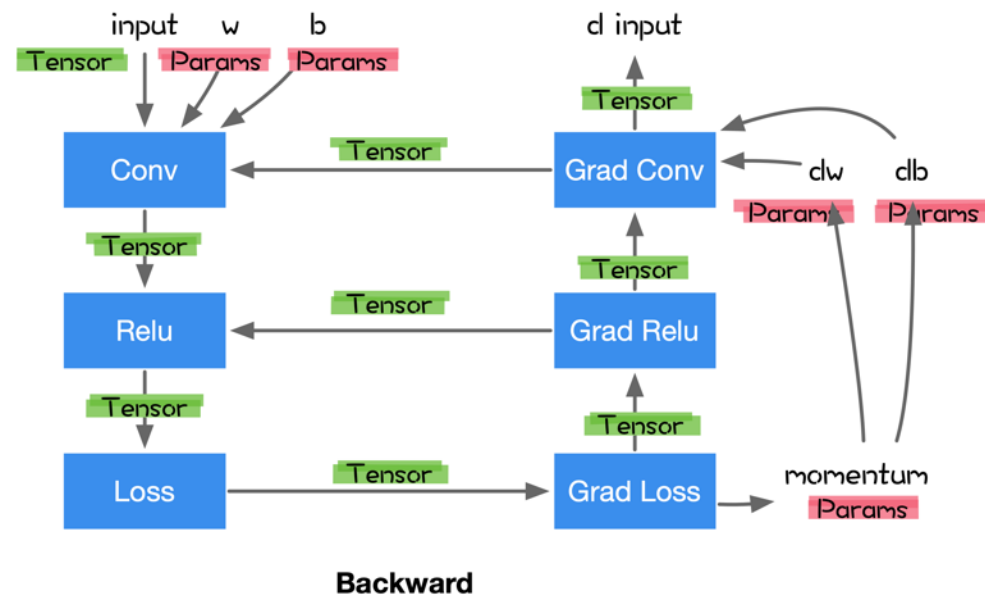 input w b d input
Tensor Params Params
Tensor
Conv Tensor Grad Conv
dw db
Params Params
Tensor Tensor
Tensor
Relu Grad Relu
Tensor Tensor
Tensor
Loss Grad Loss
momentum
Params
Backward